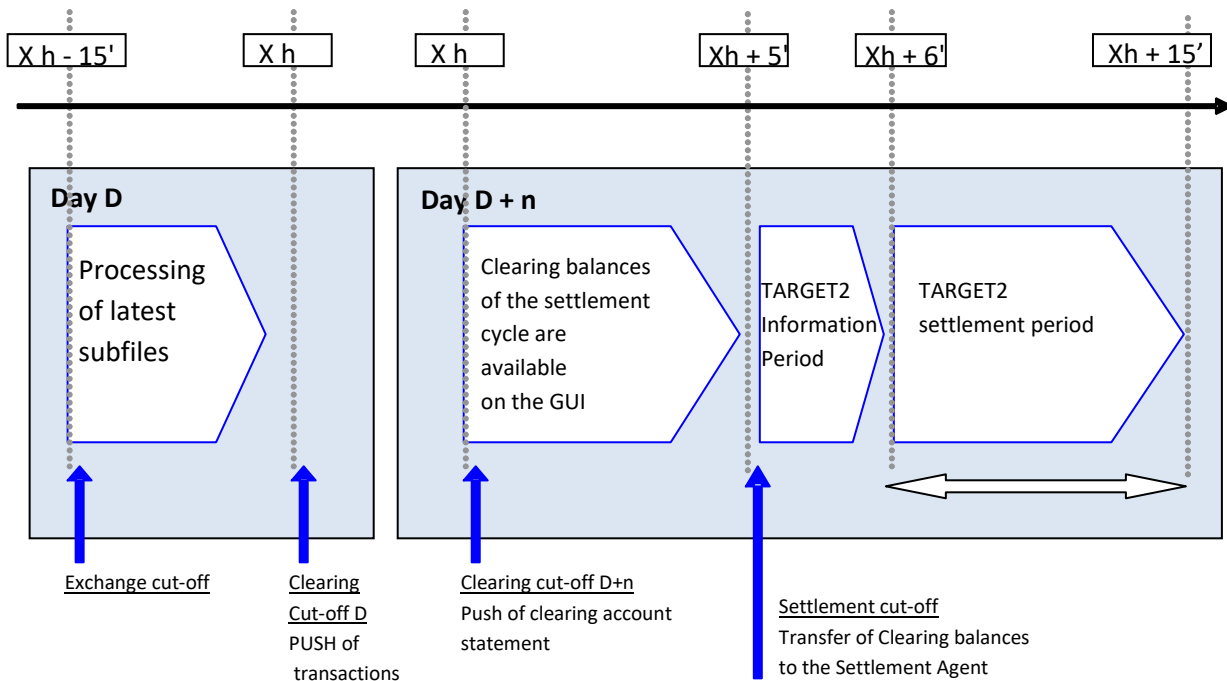 X h - 15'
X h
X h
Xh + 5'
Xh + 6'
Xh + 15’
Day D
Processing
of latest
subfiles
Day D + n
Clearing balances
of the settlement
cycle are
available
on the GUI
TARGET2
Information
Period
TARGET2
settlement period
Exchange cut-off
Clearing
Cut-off D
PUSH of
transactions
Clearing cut-off D+n
Push of clearing account
statement
Settlement cut-off
Transfer of Clearing balances
to the Settlement Agent